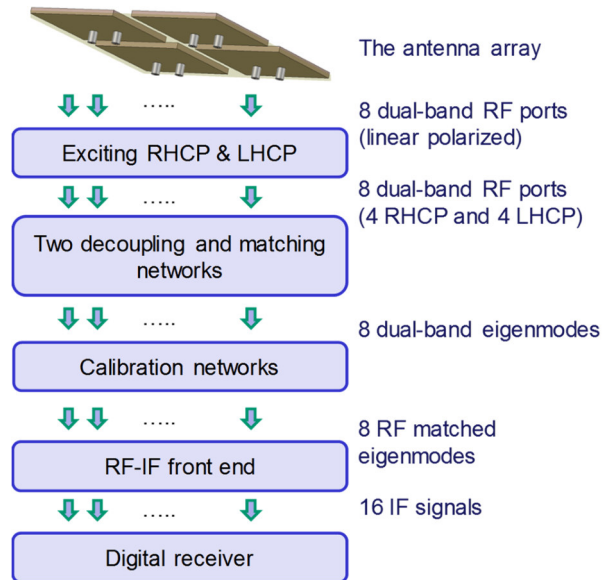 The antenna array
.....
8 dual-band RF ports
(linear polarized)
Exciting RHCP & LHCP
.....
8 dual-band RF ports
(4 RHCP and 4 LHCP)
Two decoupling and matching
networks
.....
8 dual-band eigenmodes
Calibration networks
.....
8 RF matched
eigenmodes
RF-IF front end
.....
16 IF signals
Digital receiver